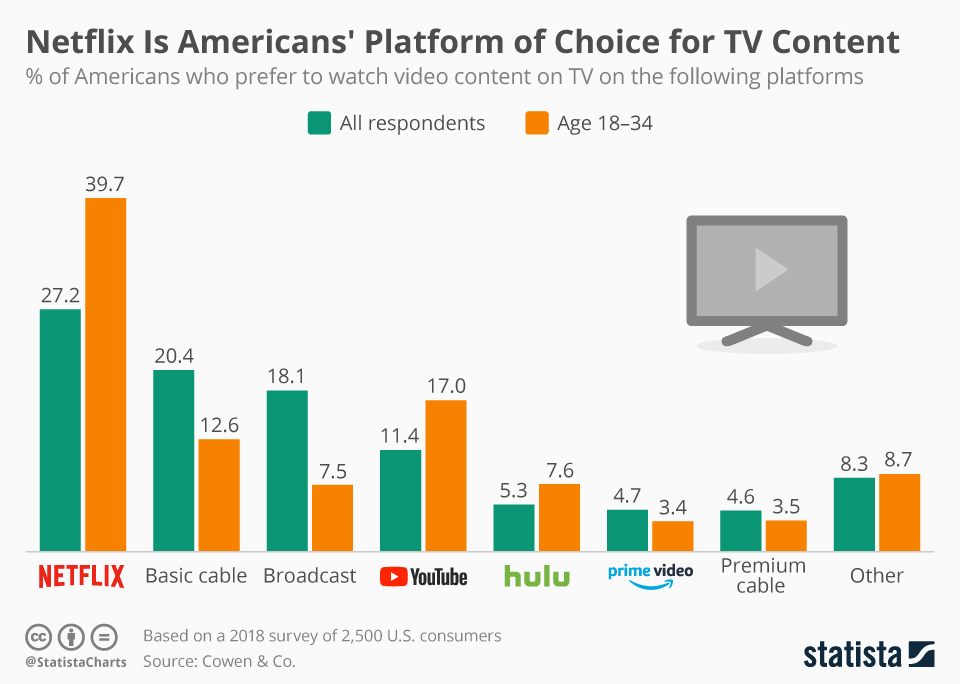 Netflix Is Americans' Platform of Choice for TV Content
% of Americans who prefer to watch video content on TV on the following platforms
All respondents
Age 18–34
27.2
39.7
20.4
12.6
18.1
7.5
11.4
17.0
5.3
7.6
4.7
3.4
4.6
3.5
8.3
8.7
NETFLIX
Basic cable
Broadcast
YouTube
hulu
prime video
Premium
cable
Other
cc
@StatistaCharts
Based on a 2018 survey of 2,500 U.S. consumers
Source: Cowen & Co.
statista